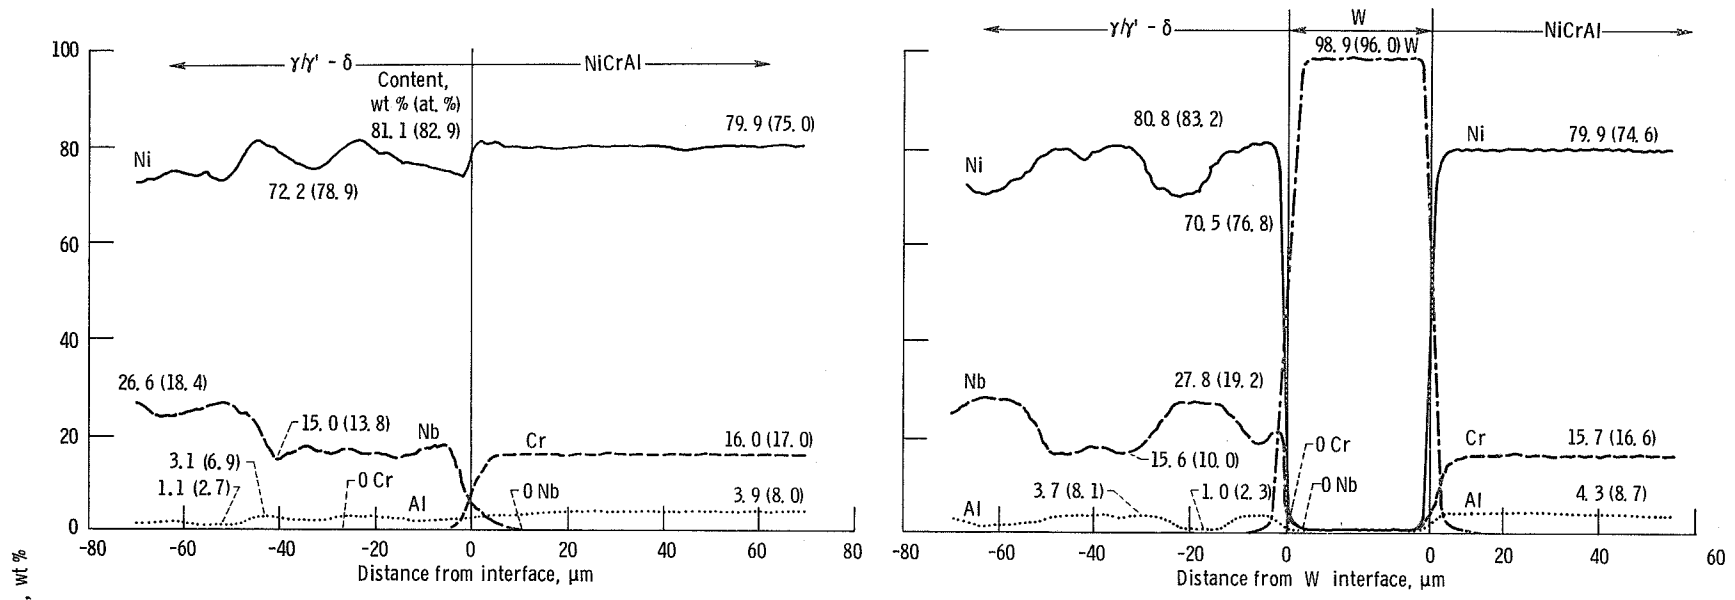 γ/γ' - δ
NiCrAl
100
80
60
40
20
0
Content,
wt % (at. %)
81.1 (82.9)
79.9 (75.0)
Ni
72.2 (78.9)
26.6 (18.4)
15.0 (13.8)
Nb
Cr
16.0 (17.0)
3.1 (6.9)
1.1 (2.7)
0 Cr
Al
0 Nb
3.9 (8.0)
-80 -60 -40 -20 0 20 40 60 80
Distance from interface, μm
, wt %
γ/γ' - δ
W
NiCrAl
98.9 (96.0) W
80.8 (83.2)
Ni
79.9 (74.6)
Ni
70.5 (76.8)
Nb
27.8 (19.2)
0 Cr
Cr
15.7 (16.6)
15.6 (10.0)
3.7 (8.1)
1.0 (2.3)
0 Nb
Al
Al
4.3 (8.7)
-80 -60 -40 -20 0 0 20 40 60
Distance from W interface, μm